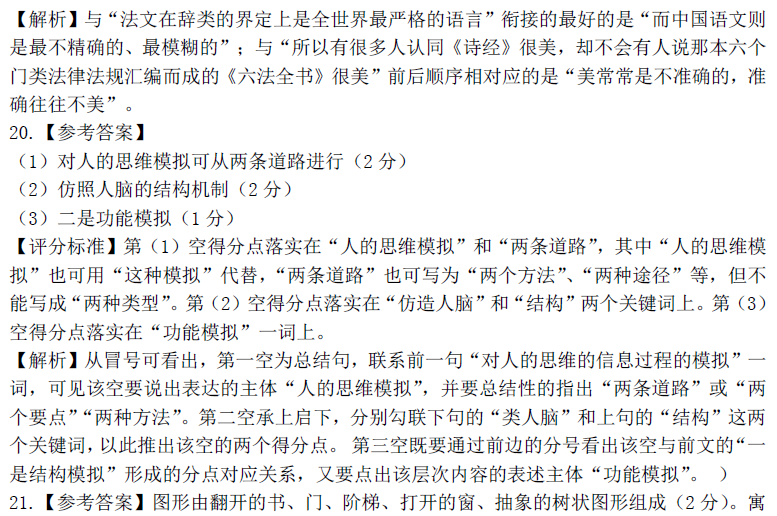 【解析】与“法文在辞类的界定上是全世界最严格的语言”衔接的最好的是“而中国语文则
是最不精确的、最模糊的”；与“所以有很多人认同《诗经》很美，却不会有人说那本六个
门类法律法规汇编而成的《六法全书》很美”前后顺序相对应的是“美常常是不准确的，准
确往往不美”。
20.【参考答案】
（1）对人的思维模拟可从两条道路进行（2 分）
（2）仿照人脑的结构机制（2 分）
（3）二是功能模拟（1 分）
【评分标准】第（1）空得分点落实在“人的思维模拟”和“两条道路”，其中“人的思维模
拟”也可用“这种模拟”代替，“两条道路”也可写为“两个方法”、“两种途径”等，但不
能写成“两种类型”。第（2）空得分点落实在“仿造人脑”和“结构”两个关键词上。第（3）
空得分点落实在“功能模拟”一词上。
【解析】从冒号可看出，第一空为总结句，联系前一句“对人的思维的信息过程的模拟”一
词，可见该空要说出表达的主体“人的思维模拟”，并要总结性的指出“两条道路”或“两
个要点”“两种方法”。第二空承上启下，分别勾联下句的“类人脑”和上句的“结构”这两
个关键词，以此推出该空的两个得分点。 第三空既要通过前边的分号看出该空与前文的“一
是结构模拟”形成的分点对应关系，又要点出该层次内容的表述主体“功能模拟”。 ）
21.【参考答案】图形由翻开的书、门、阶梯、打开的窗、抽象的树状图形组成（2 分）。寓